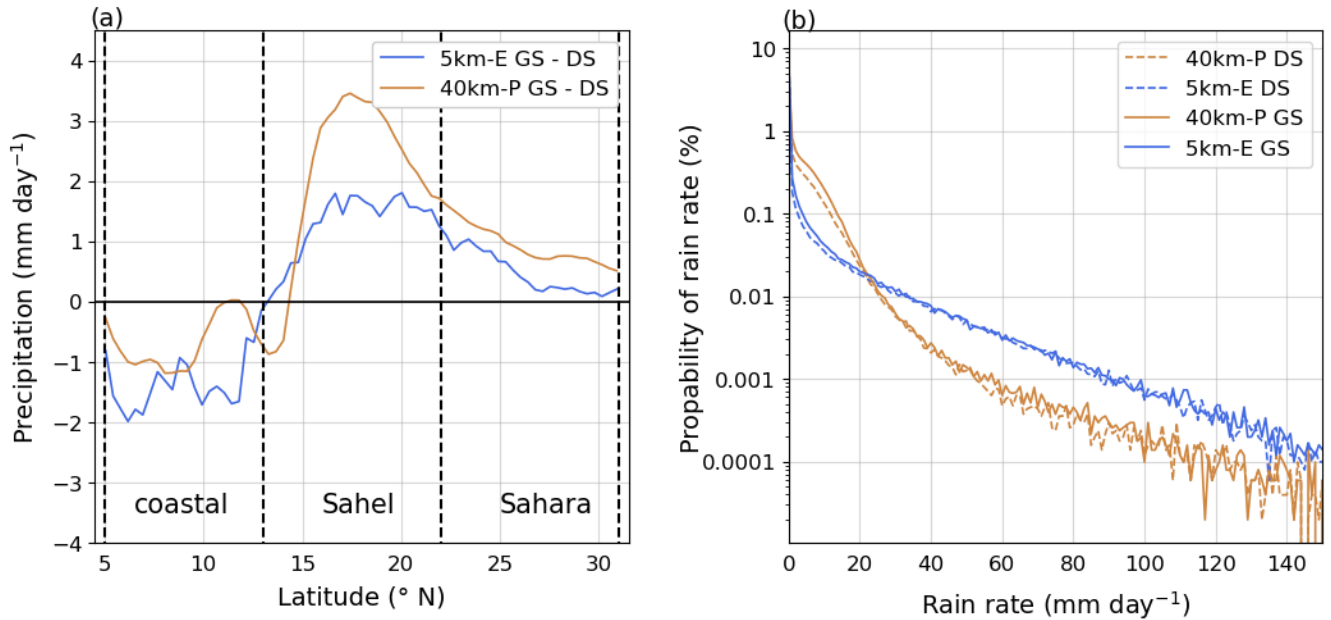 (a)
5km-E GS - DS
40km-P GS - DS
Precipitation (mm day⁻¹)
4
3
2
1
0
−1
−2
−3
−4
coastal
Sahel
Sahara
5
10
15
20
25
30
Latitude (° N)
(b)
40km-P DS
5km-E DS
40km-P GS
5km-E GS
Propability of rain rate (%)
10
1
0.1
0.01
0.001
0.0001
0
20
40
60
80
100
120
140
Rain rate (mm day⁻¹)